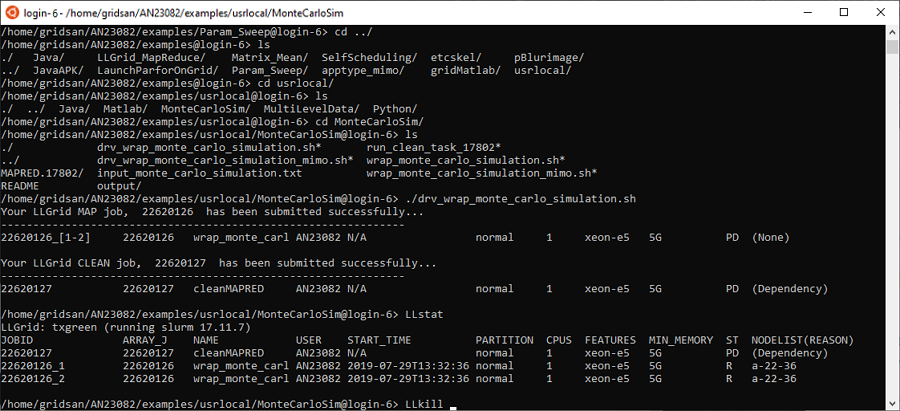 login-6 - /home/gridsan/AN23082/examples/usrlocal/MonteCarloSim
/home/gridsan/AN23082/examples/Param_Sweep@login-6> cd ../
/home/gridsan/AN23082/examples@login-6> ls
./   Java/     LLGrid_MapReduce/   Matrix_Mean/  SelfScheduling/  etcskel/     pBlurimage/
../  JavaAPK/  LaunchParforOnGrid/  Param_Sweep/  apptype_mimo/    gridMatlab/  usrlocal/
/home/gridsan/AN23082/examples@login-6> cd usrlocal/
/home/gridsan/AN23082/examples/usrlocal@login-6> ls
./  ../  Java/  Matlab/  MonteCarloSim/  MultiLevelData/  Python/
/home/gridsan/AN23082/examples/usrlocal@login-6> cd MonteCarloSim/
/home/gridsan/AN23082/examples/usrlocal/MonteCarloSim@login-6> ls
./            drv_wrap_monte_carlo_simulation.sh*       run_clean_task_17802*
../           drv_wrap_monte_carlo_simulation_mimo.sh*  wrap_monte_carlo_simulation.sh*
MAPRED.17802/  input_monte_carlo_simulation.txt          wrap_monte_carlo_simulation_mimo.sh*
README        output/
/home/gridsan/AN23082/examples/usrlocal/MonteCarloSim@login-6> ./drv_wrap_monte_carlo_simulation.sh
Your LLGrid MAP job,  22620126  has been submitted successfully...
----------------------------------------------------------------
22620126_[1-2]    22620126  wrap_monte_carl AN23082 N/A                 normal    1    xeon-e5   5G         PD  (None)

Your LLGrid CLEAN job,  22620127  has been submitted successfully...
----------------------------------------------------------------
22620127          22620127  cleanMAPRED     AN23082 N/A                 normal    1    xeon-e5   5G         PD  (Dependency)

/home/gridsan/AN23082/examples/usrlocal/MonteCarloSim@login-6> LLstat
LLGrid: txgreen (running slurm 17.11.7)
JOBID             ARRAY_J   NAME            USER    START_TIME          PARTITION  CPUS  FEATURES  MIN_MEMORY  ST  NODELIST(REASON)
22620127          22620127  cleanMAPRED     AN23082 N/A                 normal     1     xeon-e5   5G          PD  (Dependency)
22620126_1        22620126  wrap_monte_carl AN23082 2019-07-29T13:32:36 normal     1     xeon-e5   5G          R   a-22-36
22620126_2        22620126  wrap_monte_carl AN23082 2019-07-29T13:32:36 normal     1     xeon-e5   5G          R   a-22-36

/home/gridsan/AN23082/examples/usrlocal/MonteCarloSim@login-6> LLkill